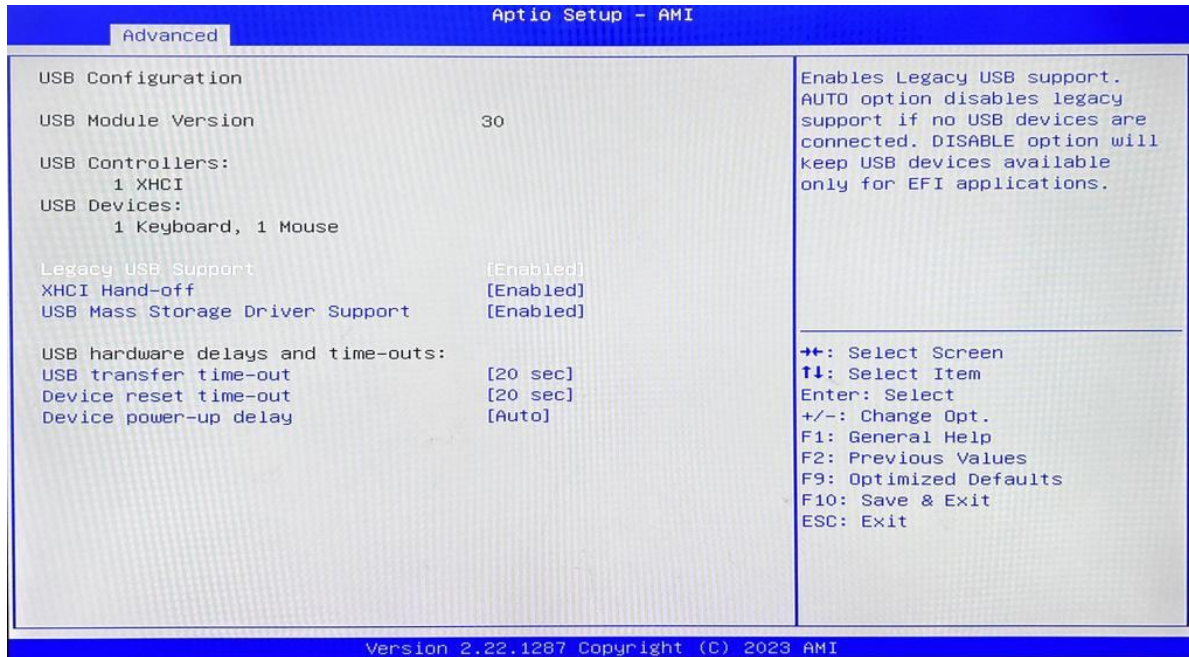 Aptio Setup – AMI
Advanced
USB Configuration
USB Module Version 30
USB Controllers:
1 XHCI
USB Devices:
1 Keyboard, 1 Mouse
Legacy USB Support [Enabled]
XHCI Hand-off [Enabled]
USB Mass Storage Driver Support [Enabled]
USB hardware delays and time-outs:
USB transfer time-out [20 sec]
Device reset time-out [20 sec]
Device power-up delay [Auto]
Enables Legacy USB support.
AUTO option disables legacy
support if no USB devices are
connected. DISABLE option will
keep USB devices available
only for EFI applications.
→←: Select Screen
↑↓: Select Item
Enter: Select
+/-: Change Opt.
F1: General Help
F2: Previous Values
F9: Optimized Defaults
F10: Save & Exit
ESC: Exit
Version 2.22.1287 Copyright (C) 2023 AMI